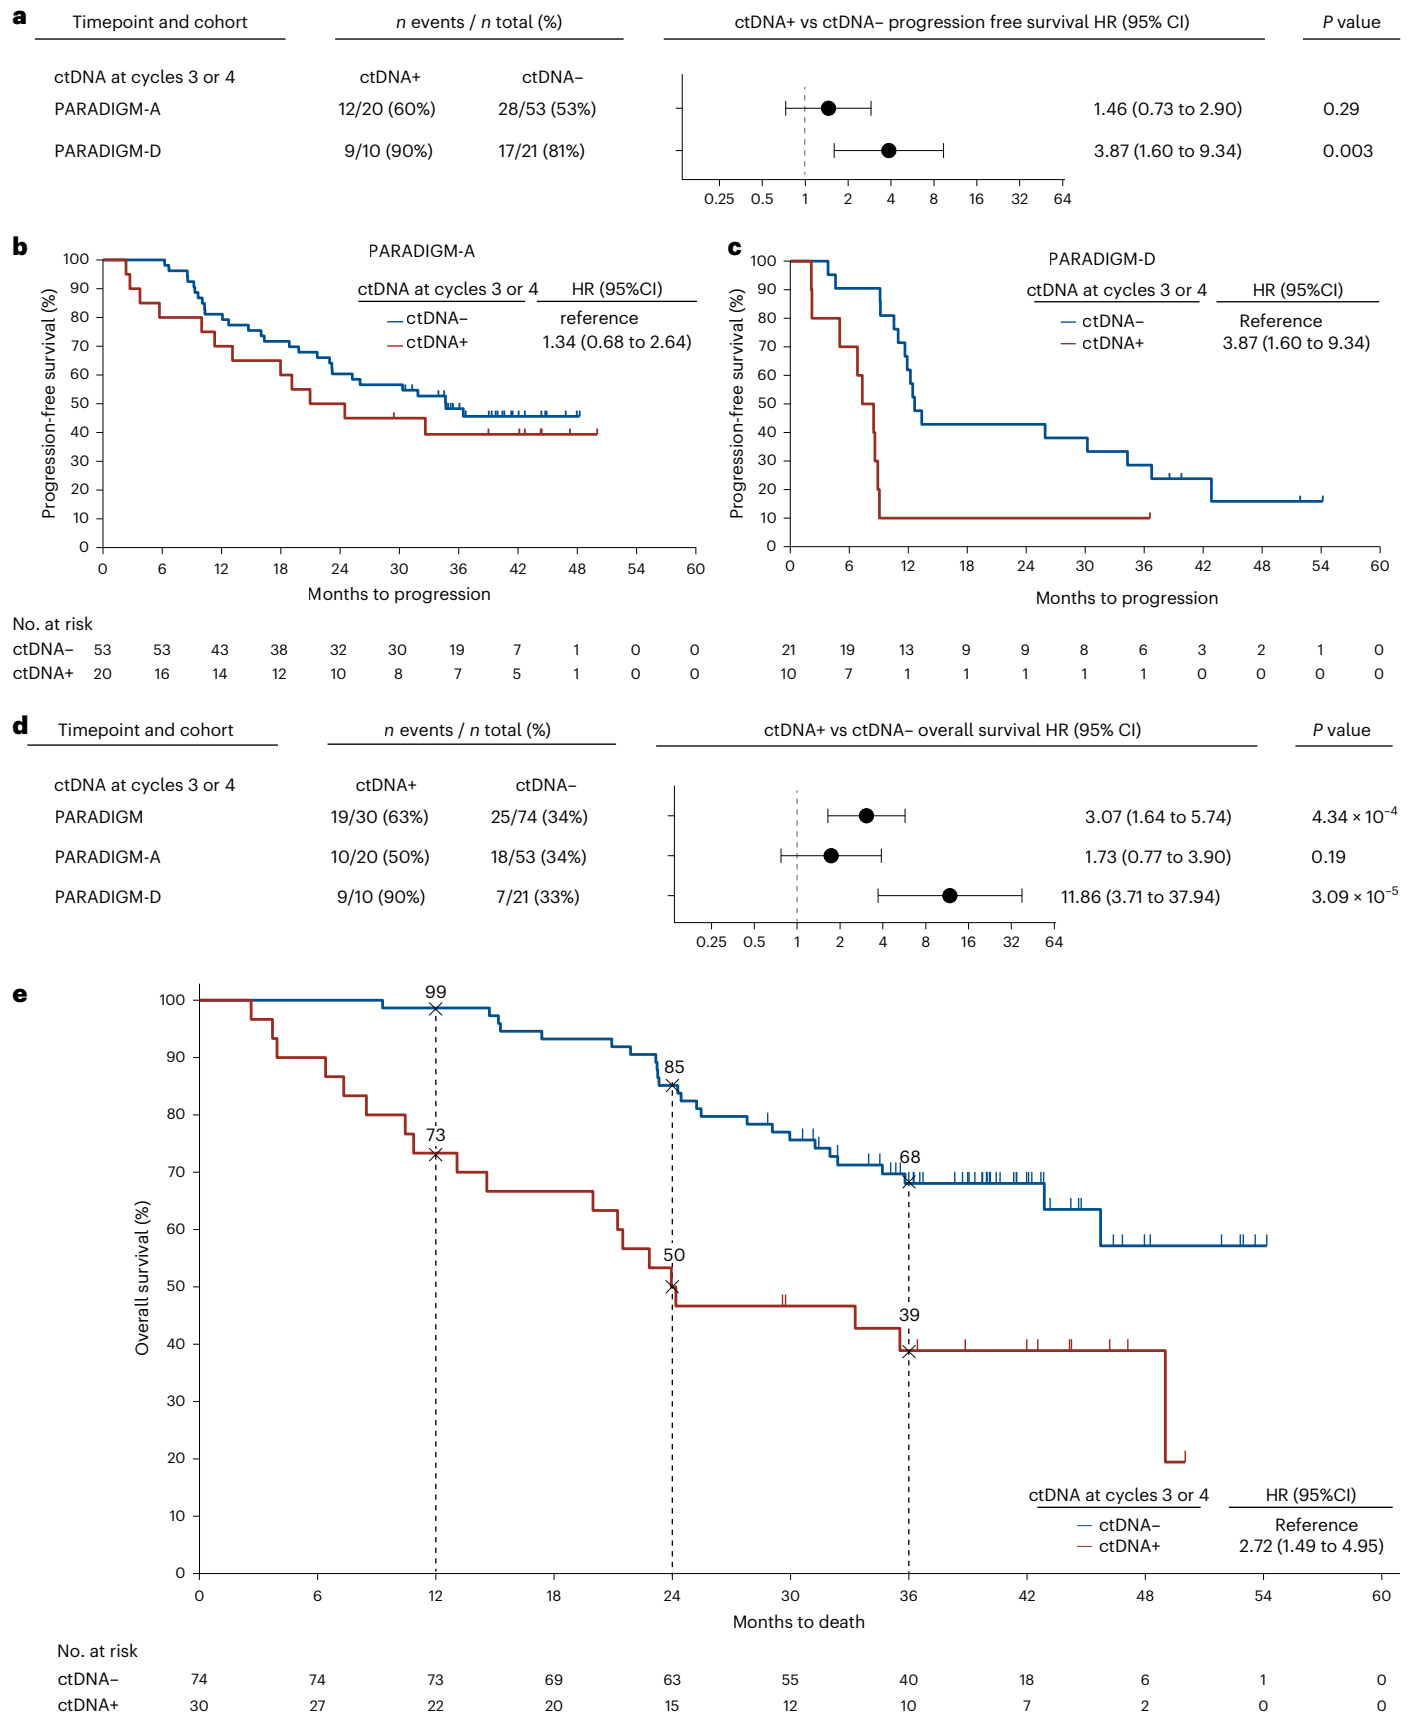 a
Timepoint and cohort n events / n total (%) ctDNA+ vs ctDNA– progression free survival HR (95% CI) P value
ctDNA at cycles 3 or 4 ctDNA+ ctDNA–
PARADIGM-A 12/20 (60%) 28/53 (53%) 1.46 (0.73 to 2.90) 0.29
PARADIGM-D 9/10 (90%) 17/21 (81%) 3.87 (1.60 to 9.34) 0.003
0.25 0.5 1 2 4 8 16 32 64
b
PARADIGM-A
ctDNA at cycles 3 or 4 HR (95%CI)
ctDNA– reference
ctDNA+ 1.34 (0.68 to 2.64)
Progression-free survival (%)
100
90
80
70
60
50
40
30
20
10
0
0 6 12 18 24 30 36 42 48 54 60
Months to progression
c
PARADIGM-D
ctDNA at cycles 3 or 4 HR (95%CI)
ctDNA– Reference
ctDNA+ 3.87 (1.60 to 9.34)
Progression-free survival (%)
100
90
80
70
60
50
40
30
20
10
0
0 6 12 18 24 30 36 42 48 54 60
Months to progression
No. at risk
ctDNA– 53 53 43 38 32 30 19 7 1 0 0 21 19 13 9 9 8 6 3 2 1 0
ctDNA+ 20 16 14 12 10 8 7 5 1 0 0 10 7 1 1 1 1 1 0 0 0 0
d
Timepoint and cohort n events / n total (%) ctDNA+ vs ctDNA– overall survival HR (95% CI) P value
ctDNA at cycles 3 or 4 ctDNA+ ctDNA–
PARADIGM 19/30 (63%) 25/74 (34%) 3.07 (1.64 to 5.74) 4.34 × 10⁻⁴
PARADIGM-A 10/20 (50%) 18/53 (34%) 1.73 (0.77 to 3.90) 0.19
PARADIGM-D 9/10 (90%) 7/21 (33%) 11.86 (3.71 to 37.94) 3.09 × 10⁻⁵
0.25 0.5 1 2 4 8 16 32 64
e
Overall survival (%)
100
90
80
70
60
50
40
30
20
10
0
99
85
68
73
50
39
ctDNA at cycles 3 or 4 HR (95%CI)
ctDNA– Reference
ctDNA+ 2.72 (1.49 to 4.95)
0 6 12 18 24 30 36 42 48 54 60
Months to death
No. at risk
ctDNA– 74 74 73 69 63 55 40 18 6 1 0
ctDNA+ 30 27 22 20 15 12 10 7 2 0 0